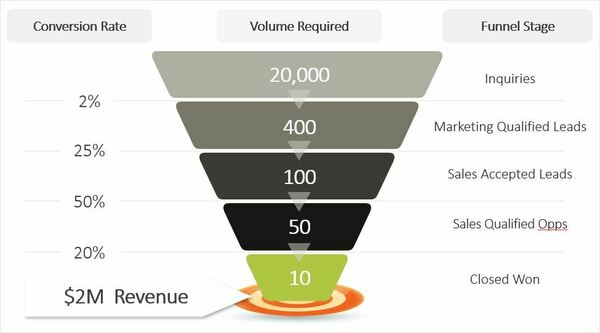 Conversion Rate
Volume Required
Funnel Stage
20,000
Inquiries
2%
400
Marketing Qualified Leads
25%
100
Sales Accepted Leads
50%
50
Sales Qualified Opps
20%
10
Closed Won
$2M Revenue